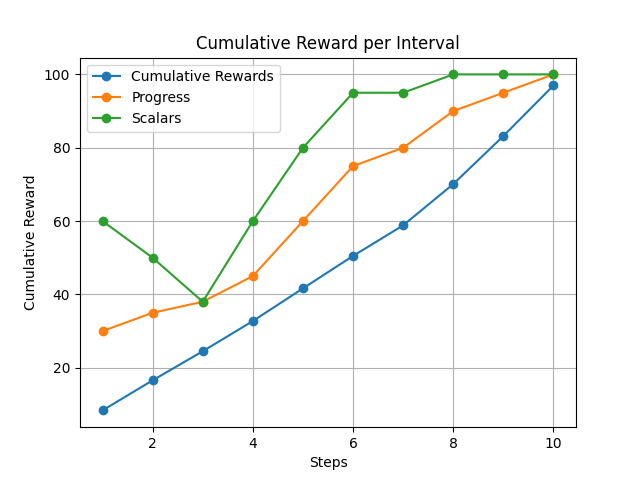 Cumulative Reward per Interval
Cumulative Rewards
Progress
Scalars
Cumulative Reward
100
80
60
40
20
2 4 6 8 10
Steps